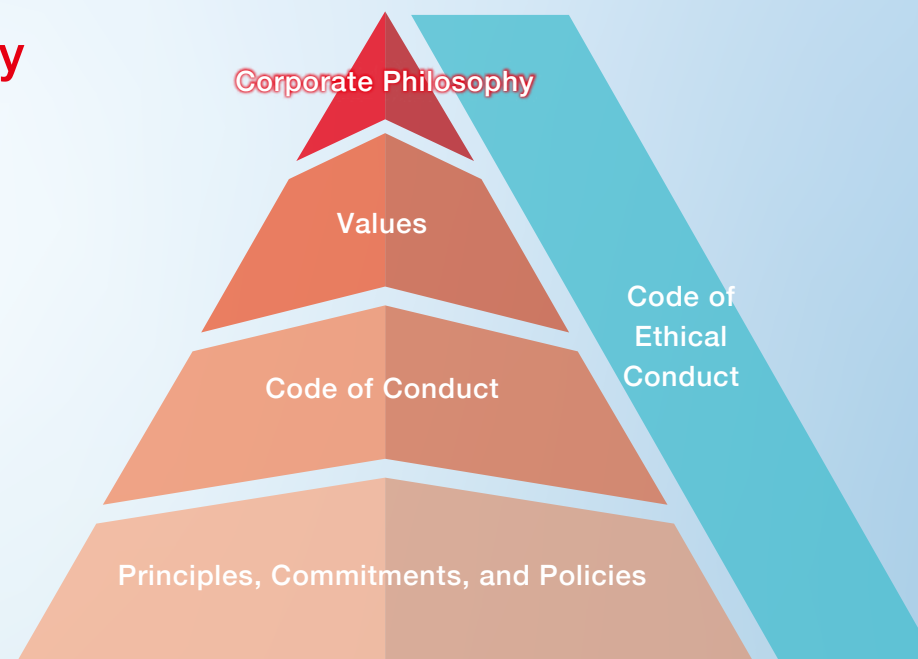 y
Corporate Philosophy
Values
Code of
Ethical
Conduct
Code of Conduct
Principles, Commitments, and Policies